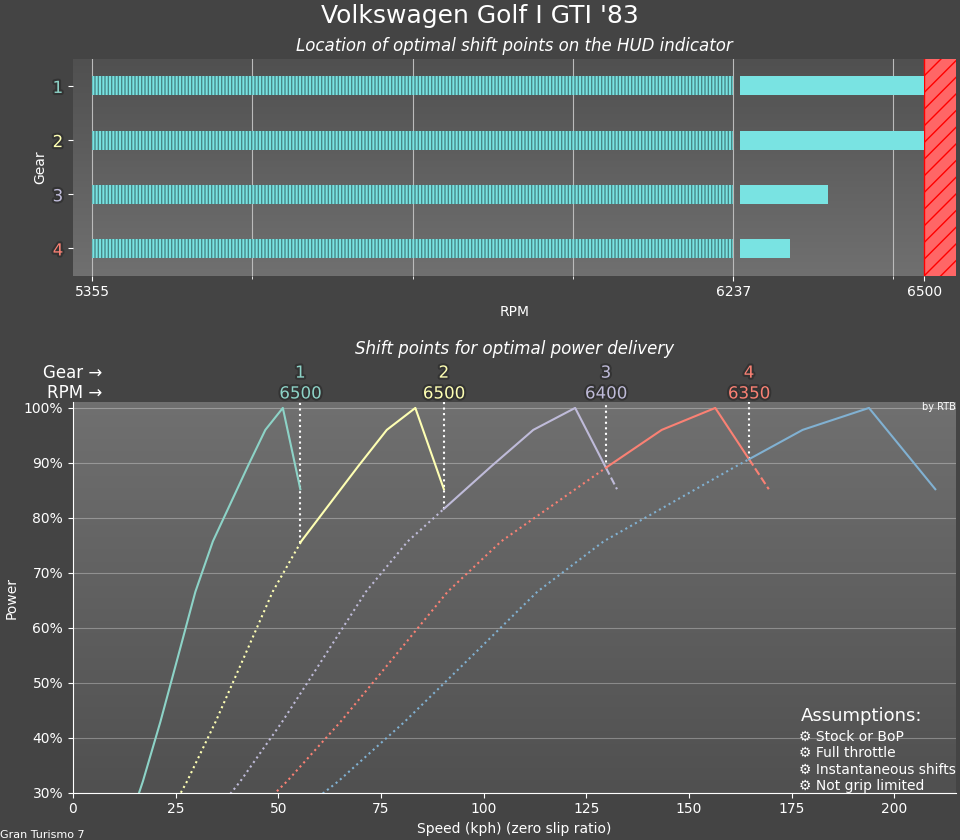 Volkswagen Golf I GTI '83
Location of optimal shift points on the HUD indicator
Gear
1
2
3
4
5355 6237 6500
RPM
Shift points for optimal power delivery
Gear → 1 2 3 4
RPM → 6500 6500 6400 6350
by RTB
Power
100%
90%
80%
70%
60%
50%
40%
30%
Assumptions:
⚙ Stock or BoP
⚙ Full throttle
⚙ Instantaneous shifts
⚙ Not grip limited
0 25 50 75 100 125 150 175 200
Speed (kph) (zero slip ratio)
Gran Turismo 7